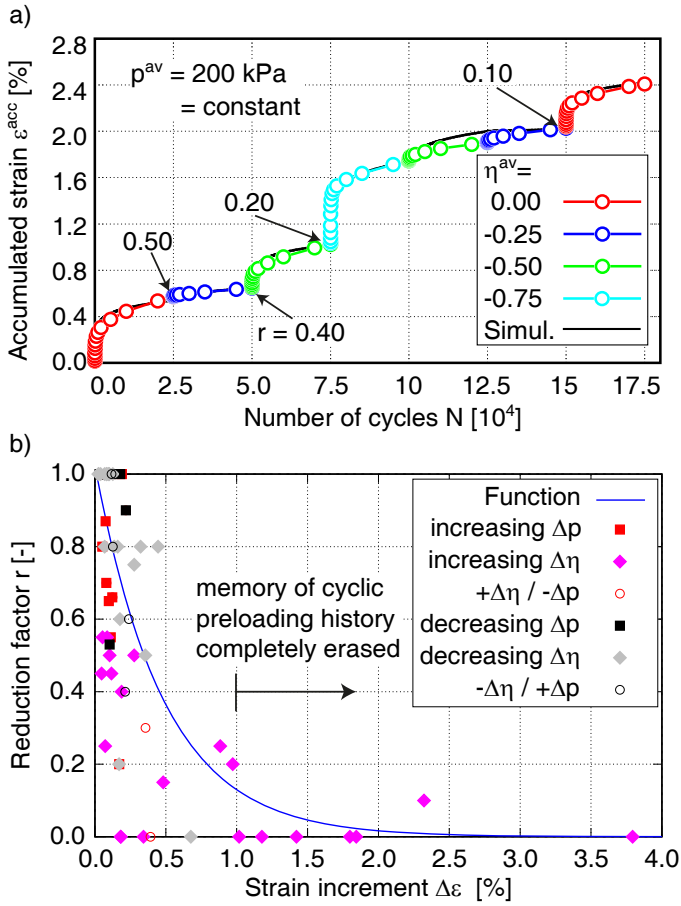 a)
Accumulated strain ε^acc [%]
2.8
2.4
2.0
1.6
1.2
0.8
0.4
0.0
p^av = 200 kPa
= constant
0.10
0.20
0.50
r = 0.40
η^av=
0.00
-0.25
-0.50
-0.75
Simul.
0.0 2.5 5.0 7.5 10 12.5 15 17.5
Number of cycles N [10^4]
b)
Reduction factor r [-]
1.0
0.8
0.6
0.4
0.2
0.0
Function
increasing Δp
increasing Δη
+Δη / -Δp
decreasing Δp
decreasing Δη
-Δη / +Δp
memory of cyclic
preloading history
completely erased
0.0 0.5 1.0 1.5 2.0 2.5 3.0 3.5 4.0
Strain increment Δε [%]